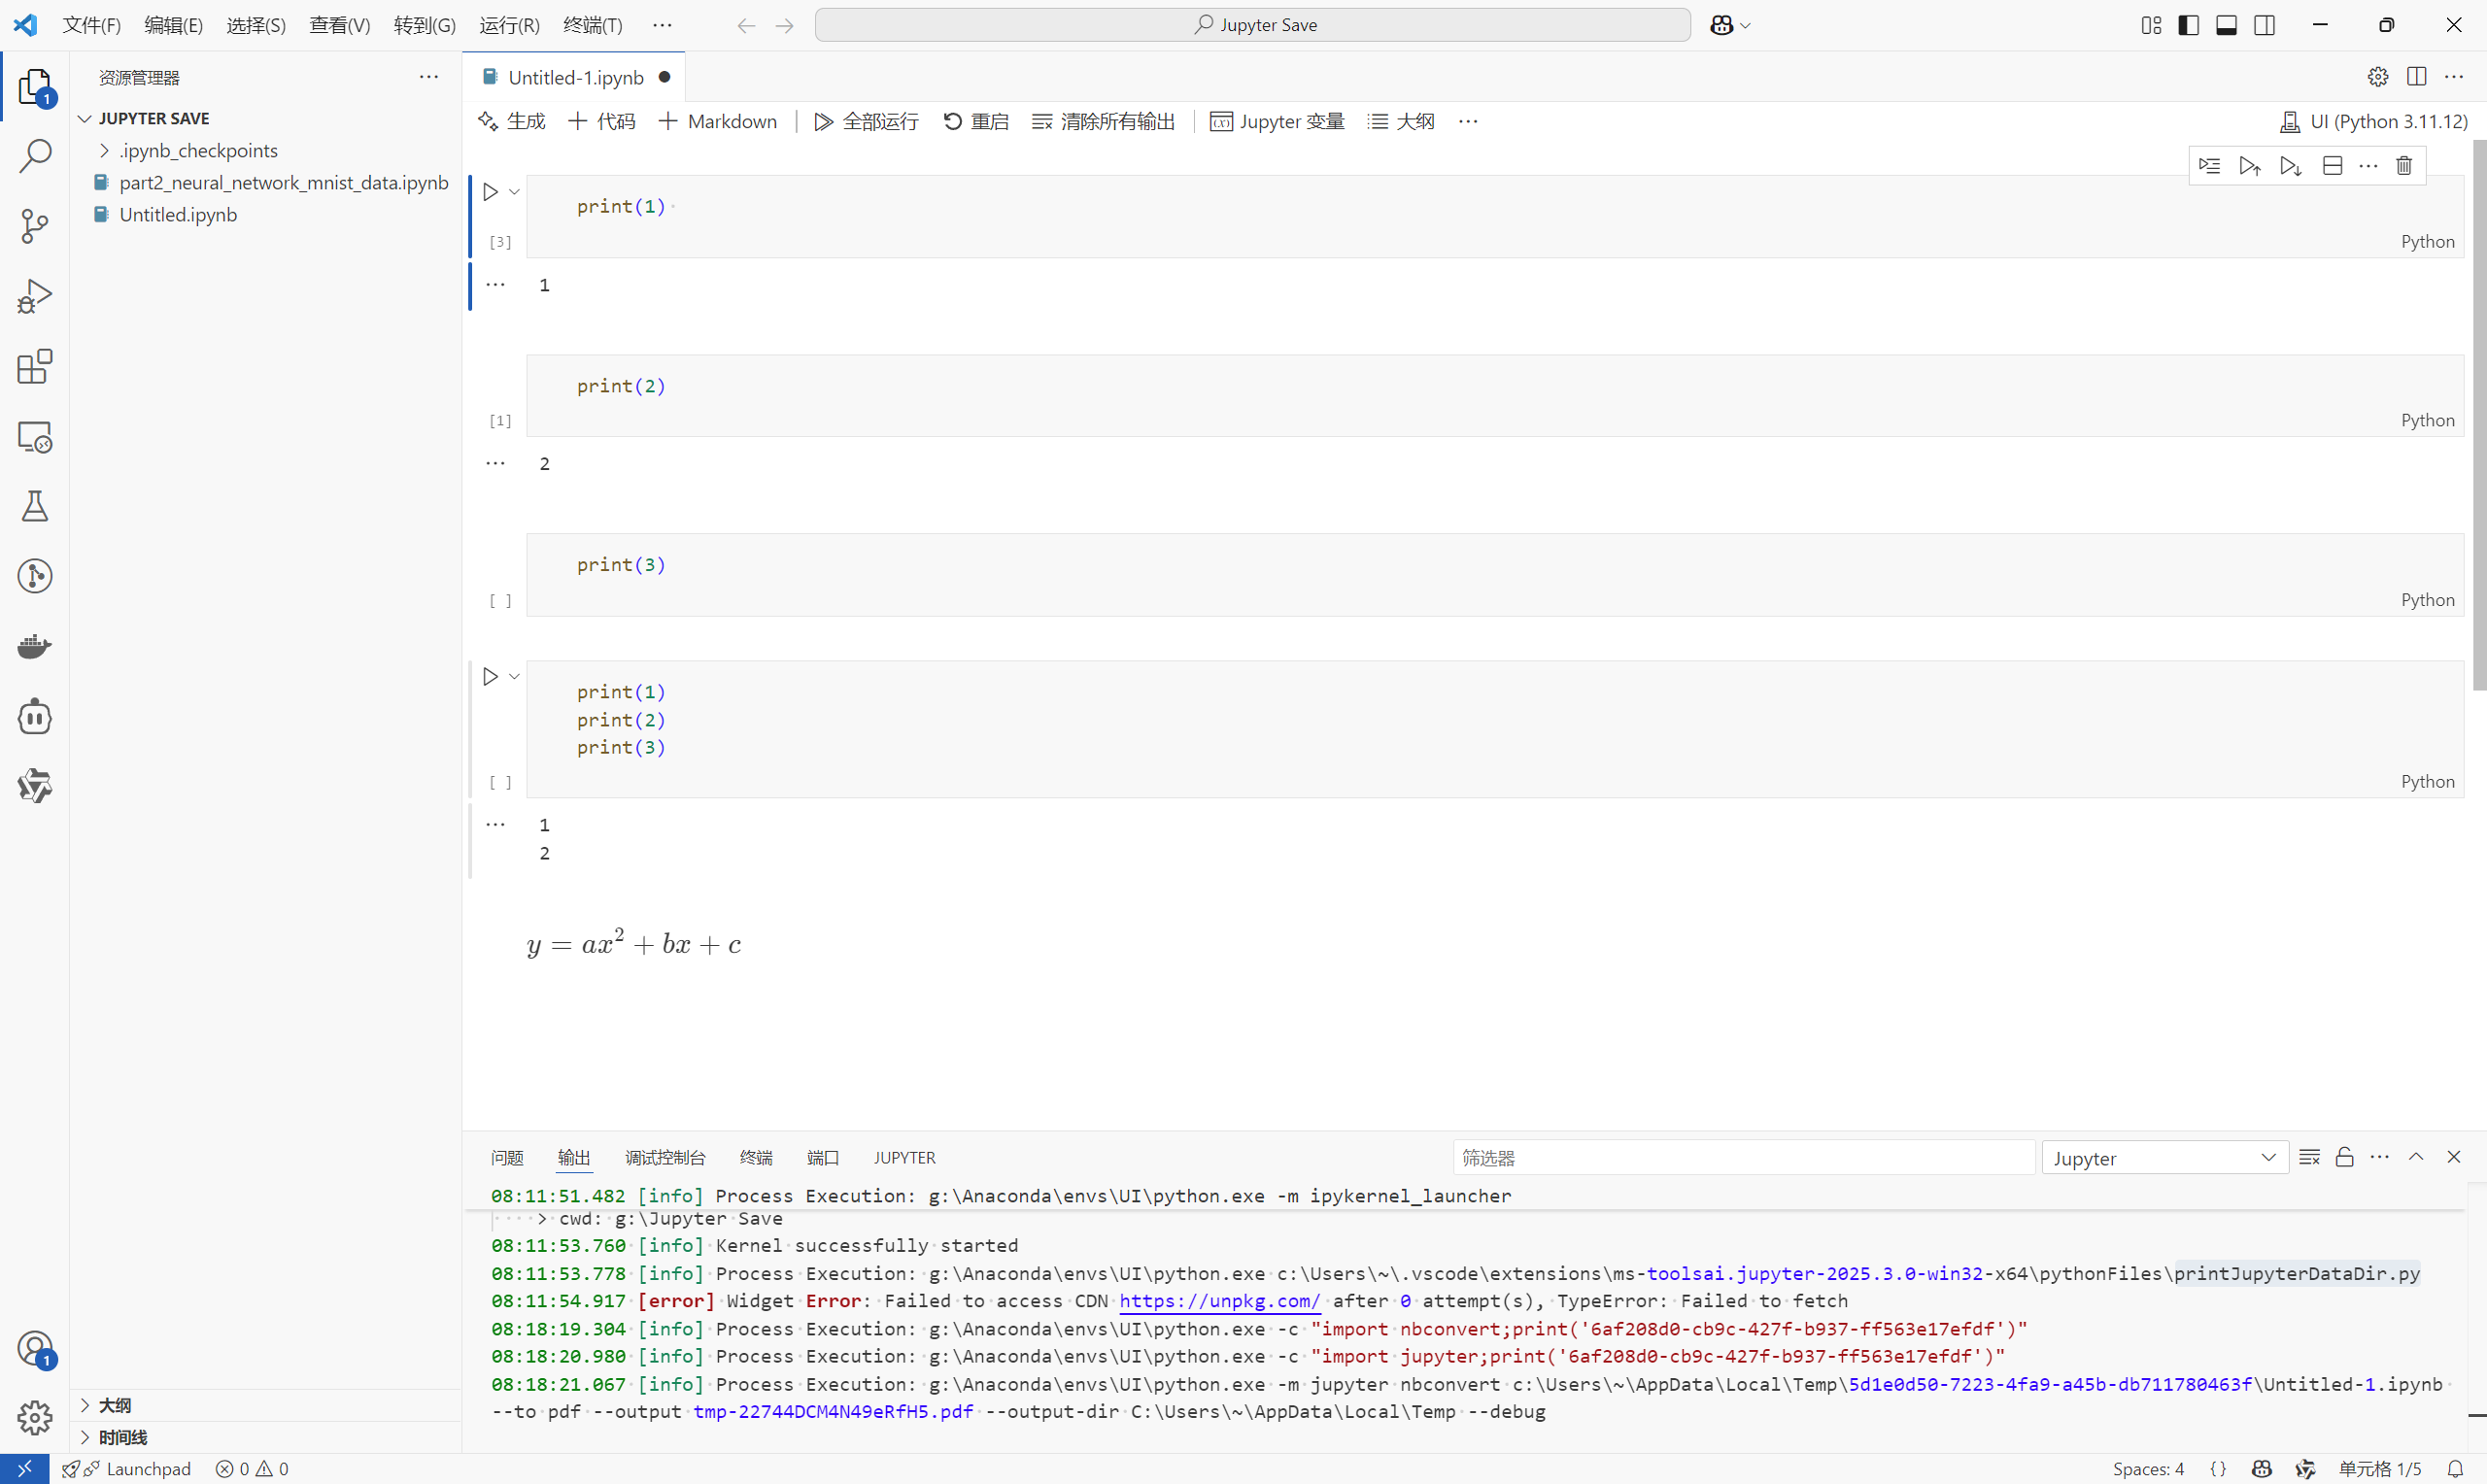 文件(F) 编辑(E) 选择(S) 查看(V) 转到(G) 运行(R) 终端(T) ··· Jupyter Save
资源管理器 ···
JUPYTER SAVE
.ipynb_checkpoints
part2_neural_network_mnist_data.ipynb
Untitled.ipynb
大纲
时间线
1
1
Untitled-1.ipynb
生成 代码 Markdown 全部运行 重启 清除所有输出 Jupyter 变量 大纲 ··· UI (Python 3.11.12)
print(1)
[3] Python
1
print(2)
[1] Python
2
print(3)
[ ] Python
print(1)
print(2)
print(3)
[ ] Python
1
2
y = ax² + bx + c
问题 输出 调试控制台 终端 端口 JUPYTER 筛选器 Jupyter
08:11:51.482 [info] Process Execution: g:\Anaconda\envs\UI\python.exe -m ipykernel_launcher
> cwd: g:\Jupyter Save
08:11:53.760 [info] Kernel successfully started
08:11:53.778 [info] Process Execution: g:\Anaconda\envs\UI\python.exe c:\Users\~\.vscode\extensions\ms-toolsai.jupyter-2025.3.0-win32-x64\pythonFiles\printJupyterDataDir.py
08:11:54.917 [error] Widget Error: Failed to access CDN https://unpkg.com/ after 0 attempt(s), TypeError: Failed to fetch
08:18:19.304 [info] Process Execution: g:\Anaconda\envs\UI\python.exe -c "import nbconvert;print('6af208d0-cb9c-427f-b937-ff563e17efdf')"
08:18:20.980 [info] Process Execution: g:\Anaconda\envs\UI\python.exe -c "import jupyter;print('6af208d0-cb9c-427f-b937-ff563e17efdf')"
08:18:21.067 [info] Process Execution: g:\Anaconda\envs\UI\python.exe -m jupyter nbconvert c:\Users\~\AppData\Local\Temp\5d1e0d50-7223-4fa9-a45b-db711780463f\Untitled-1.ipynb
--to pdf --output tmp-22744DCM4N49eRfH5.pdf --output-dir C:\Users\~\AppData\Local\Temp --debug
Launchpad 0 0 Spaces: 4 {} 单元格 1/5